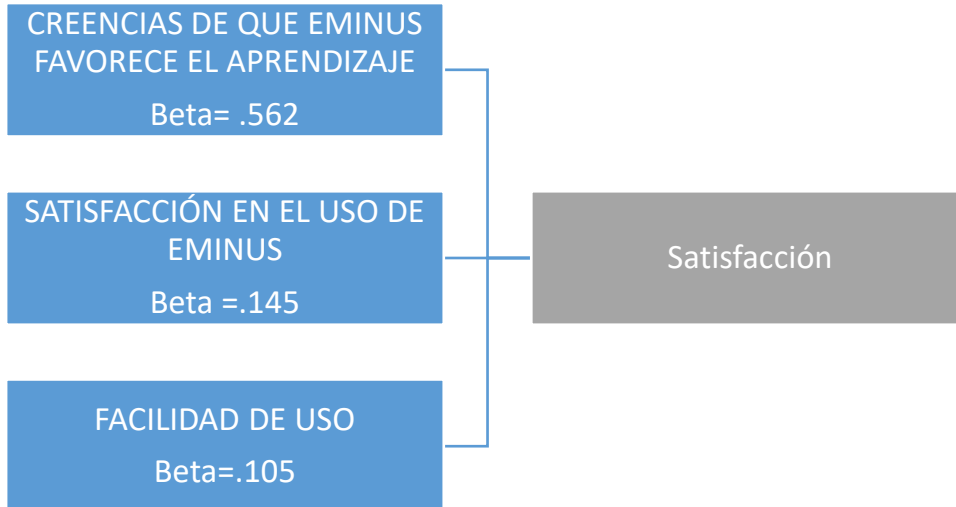 CREENCIAS DE QUE EMINUS
FAVORECE EL APRENDIZAJE
Beta= .562
SATISFACCIÓN EN EL USO DE
EMINUS
Beta =.145
Satisfacción
FACILIDAD DE USO
Beta=.105